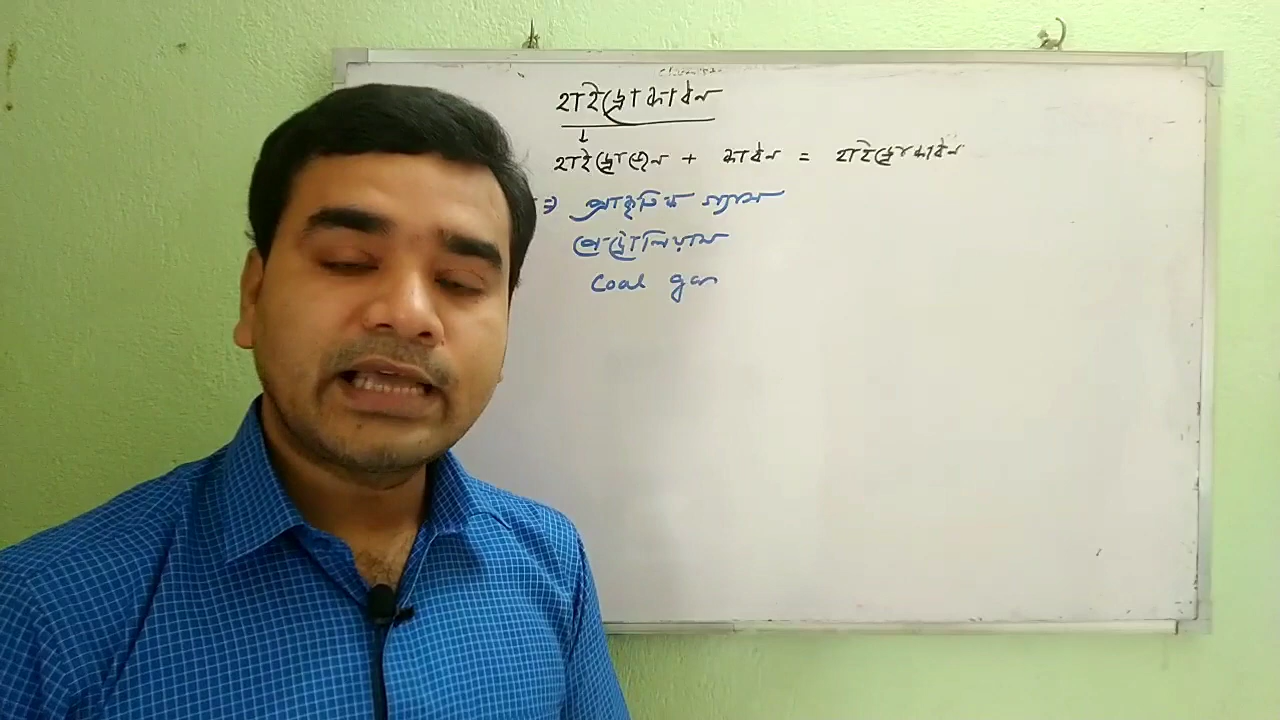 হাইড্রোকার্বন
হাইড্রোজেন + কার্বন = হাইড্রোকার্বন
⇒ প্রাকৃতিক গ্যাস
পেট্রোলিয়াম
Coal gas